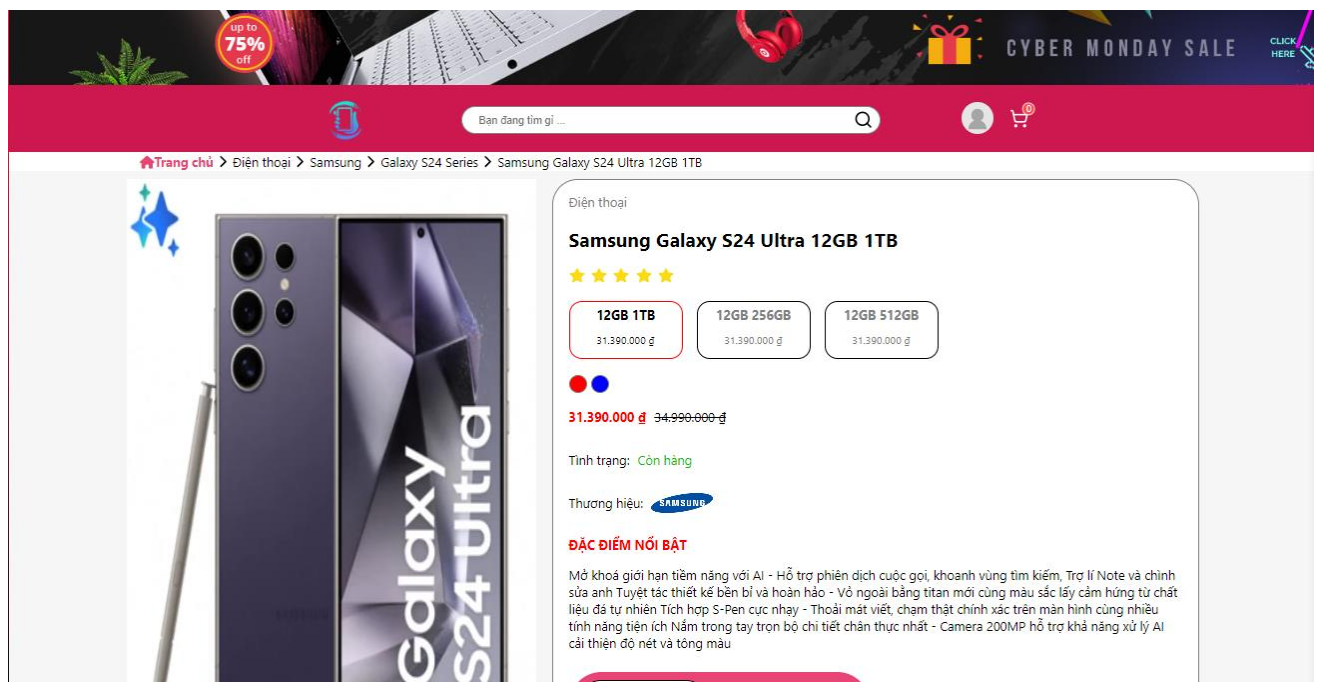 up to
75%
off
CYBER MONDAY SALE
CLICK
HERE
Bạn đang tìm gì ...
0
Trang chủ > Điện thoại > Samsung > Galaxy S24 Series > Samsung Galaxy S24 Ultra 12GB 1TB
Galaxy
S24 Ultra
SAMSUNG
Điện thoại
Samsung Galaxy S24 Ultra 12GB 1TB
12GB 1TB
31.390.000 ₫
12GB 256GB
31.390.000 ₫
12GB 512GB
31.390.000 ₫
31.390.000 ₫ 34.990.000 ₫
Tình trạng: Còn hàng
Thương hiệu: SAMSUNG
ĐẶC ĐIỂM NỔI BẬT
Mở khoá giới hạn tiềm năng với AI - Hỗ trợ phiên dịch cuộc gọi, khoanh vùng tìm kiếm, Trợ lí Note và chình
sửa anh Tuyệt tác thiết kế bền bỉ và hoàn hảo - Vỏ ngoài bằng titan mới cùng màu sắc lấy cảm hứng từ chất
liệu đá tự nhiên Tích hợp S-Pen cực nhạy - Thoải mát viết, chạm thật chính xác trên màn hình cùng nhiều
tính năng tiện ích Nắm trong tay trọn bộ chi tiết chân thực nhất - Camera 200MP hỗ trợ khả năng xử lý AI
cải thiện độ nét và tông màu